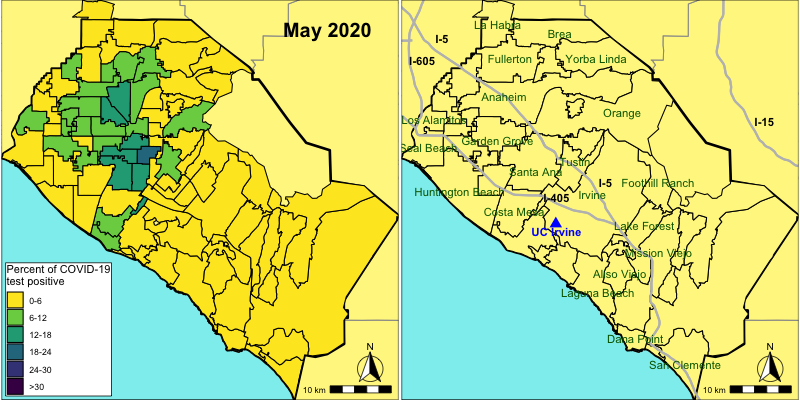 May 2020
Percent of COVID-19
test positive
0-6
6-12
12-18
18-24
24-30
>30
N
10 km
La Habra
Brea
I-5
I-605
Fullerton
Yorba Linda
Anaheim
Orange
Los Alamitos
I-15
Garden Grove
Seal Beach
Tustin
Santa Ana
I-5
Foothill Ranch
Huntington Beach
Irvine
I-405
Costa Mesa
UC Irvine
Lake Forest
Mission Viejo
Aliso Viejo
Laguna Beach
Dana Point
San Clemente
N
10 km